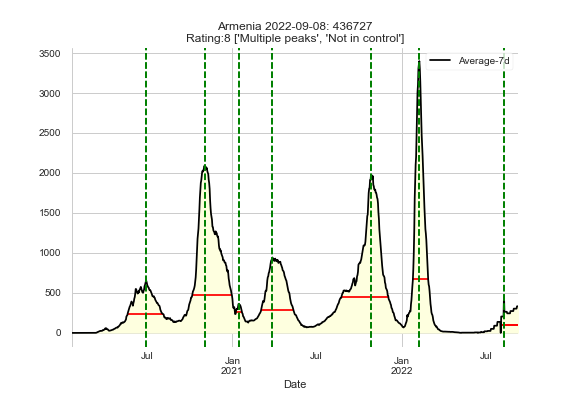 Armenia 2022-09-08: 436727
Rating:8 ['Multiple peaks', 'Not in control']
Average-7d
3500
3000
2500
2000
1500
1000
500
0
Jul
Jan
2021
Jul
Jan
2022
Jul
Date